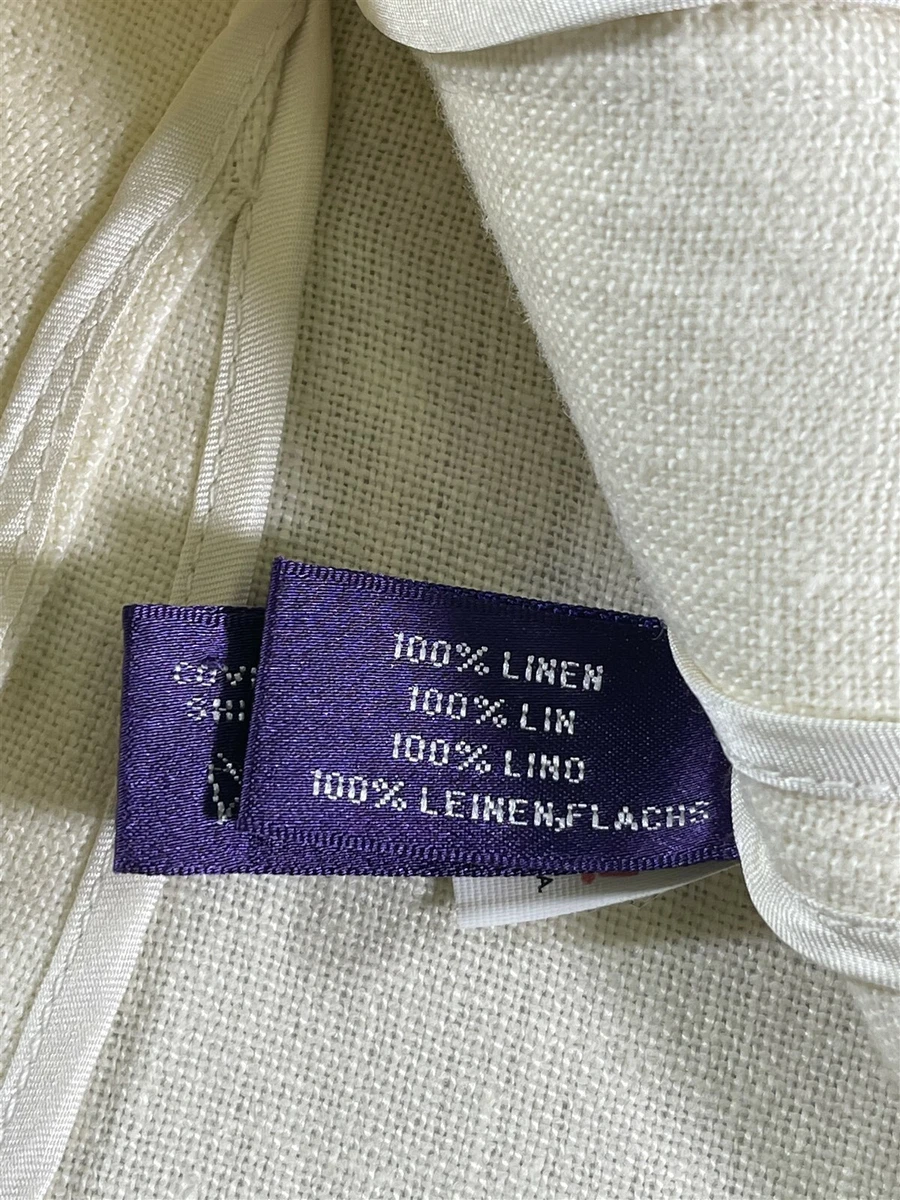 100% LINEN
100% LIN
100% LINO
100% LEINEN,FLACHS